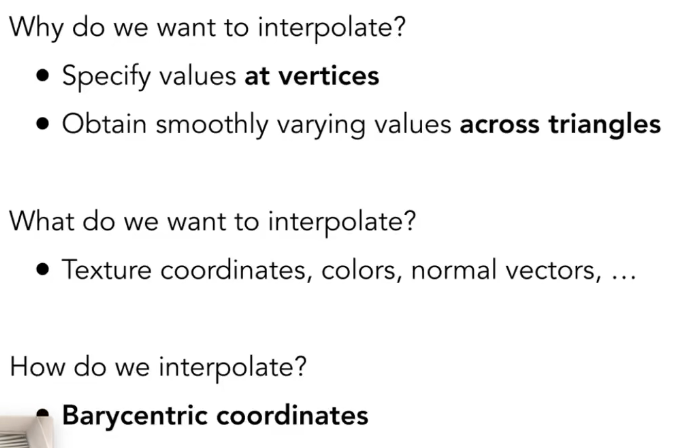 Why do we want to interpolate?
• Specify values at vertices
• Obtain smoothly varying values across triangles
What do we want to interpolate?
• Texture coordinates, colors, normal vectors, …
How do we interpolate?
• Barycentric coordinates